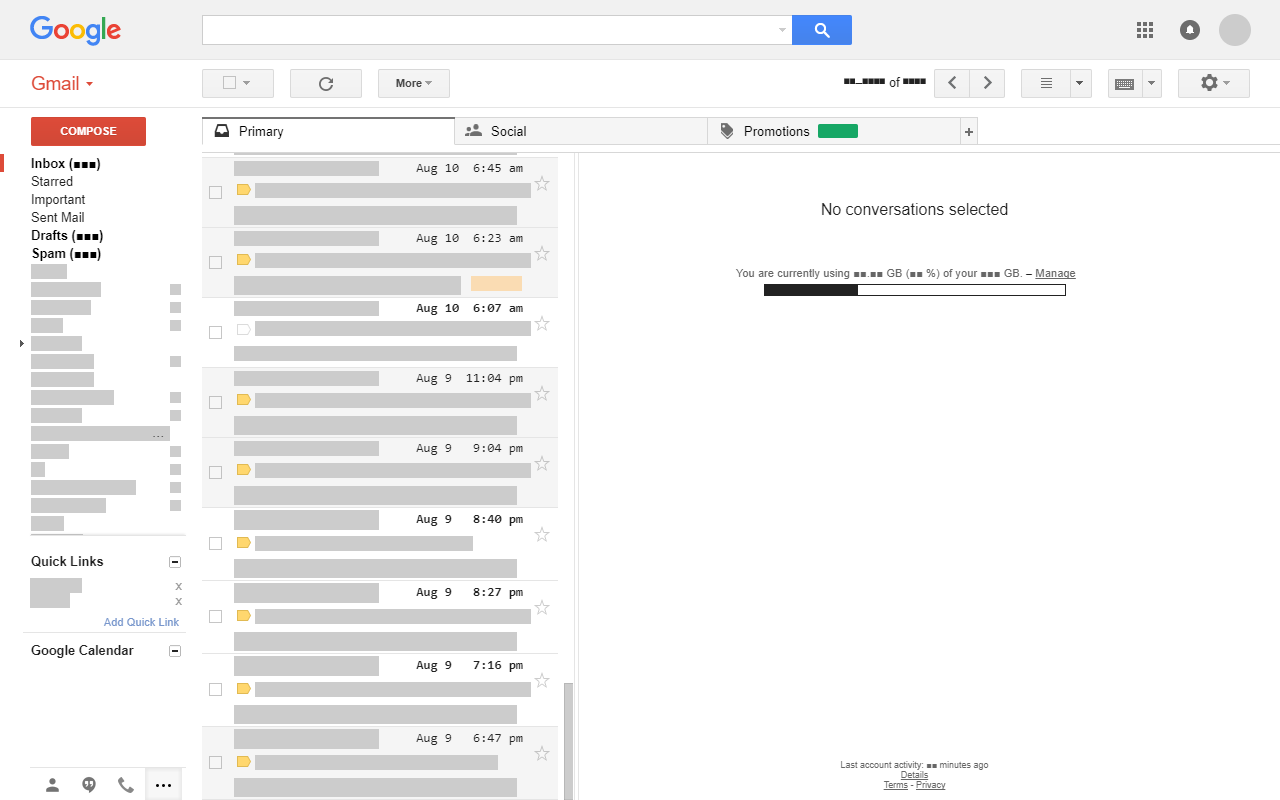 Google
Gmail
More
of
COMPOSE
Primary
Social
Promotions
+
Inbox
Starred
Important
Sent Mail
Drafts
Spam
...
Quick Links
x
x
Add Quick Link
Google Calendar
Aug 10 6:45 am
Aug 10 6:23 am
Aug 10 6:07 am
Aug 9 11:04 pm
Aug 9 9:04 pm
Aug 9 8:40 pm
Aug 9 8:27 pm
Aug 9 7:16 pm
Aug 9 6:47 pm
No conversations selected
You are currently using GB ( %) of your GB. – Manage
Last account activity: minutes ago
Details
Terms - Privacy